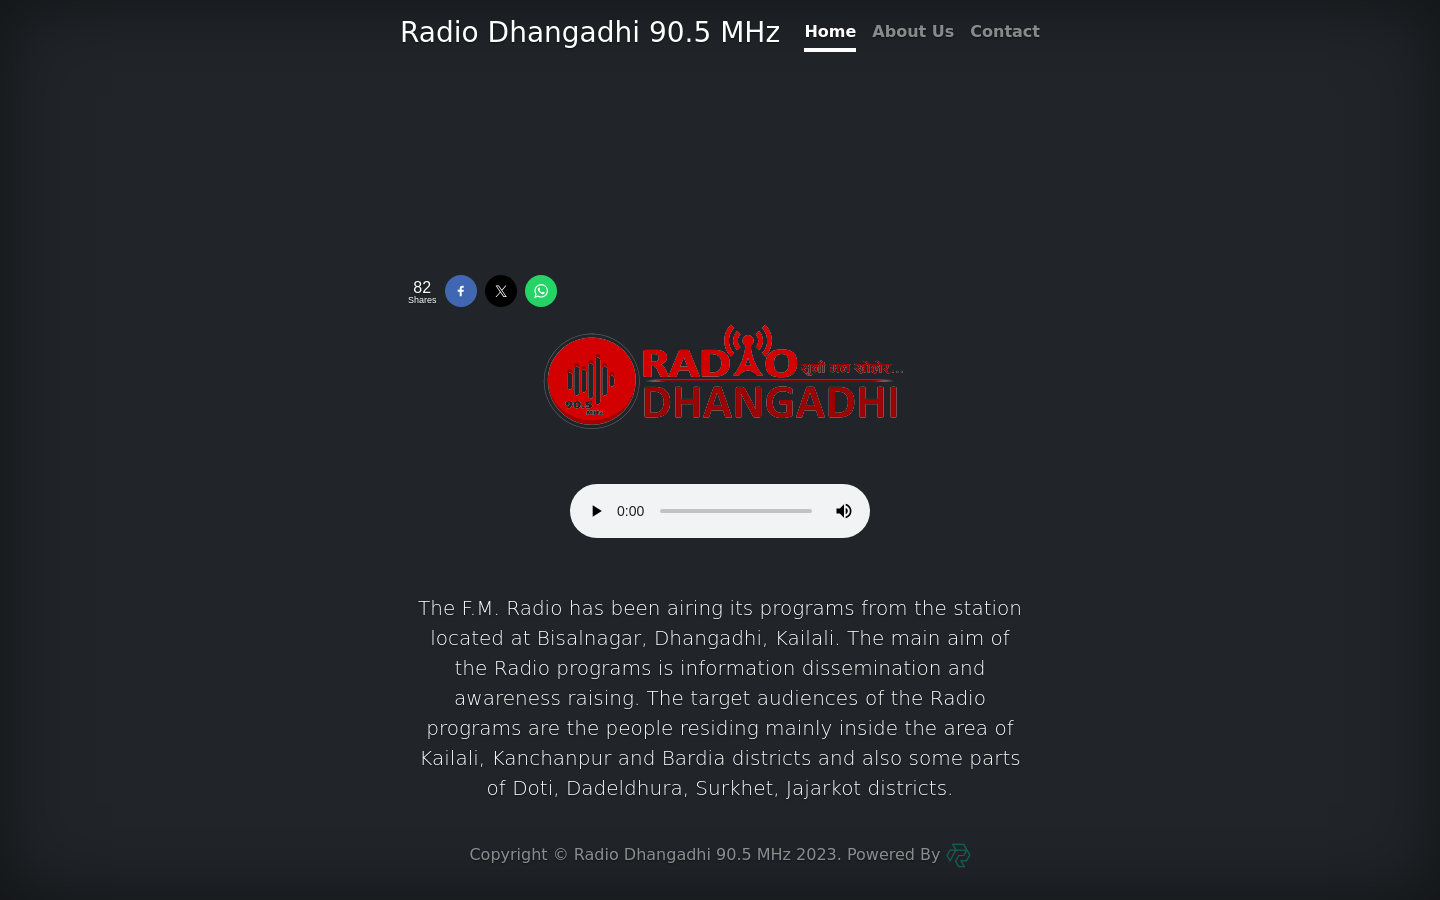 Radio Dhangadhi 90.5 MHz
Home
About Us
Contact
82
Shares
RADIO
सुनौ मन खोलेर...
DHANGADHI
90.5
MHz
0:00
The F.M. Radio has been airing its programs from the station
located at Bisalnagar, Dhangadhi, Kailali. The main aim of
the Radio programs is information dissemination and
awareness raising. The target audiences of the Radio
programs are the people residing mainly inside the area of
Kailali, Kanchanpur and Bardia districts and also some parts
of Doti, Dadeldhura, Surkhet, Jajarkot districts.
Copyright © Radio Dhangadhi 90.5 MHz 2023. Powered By